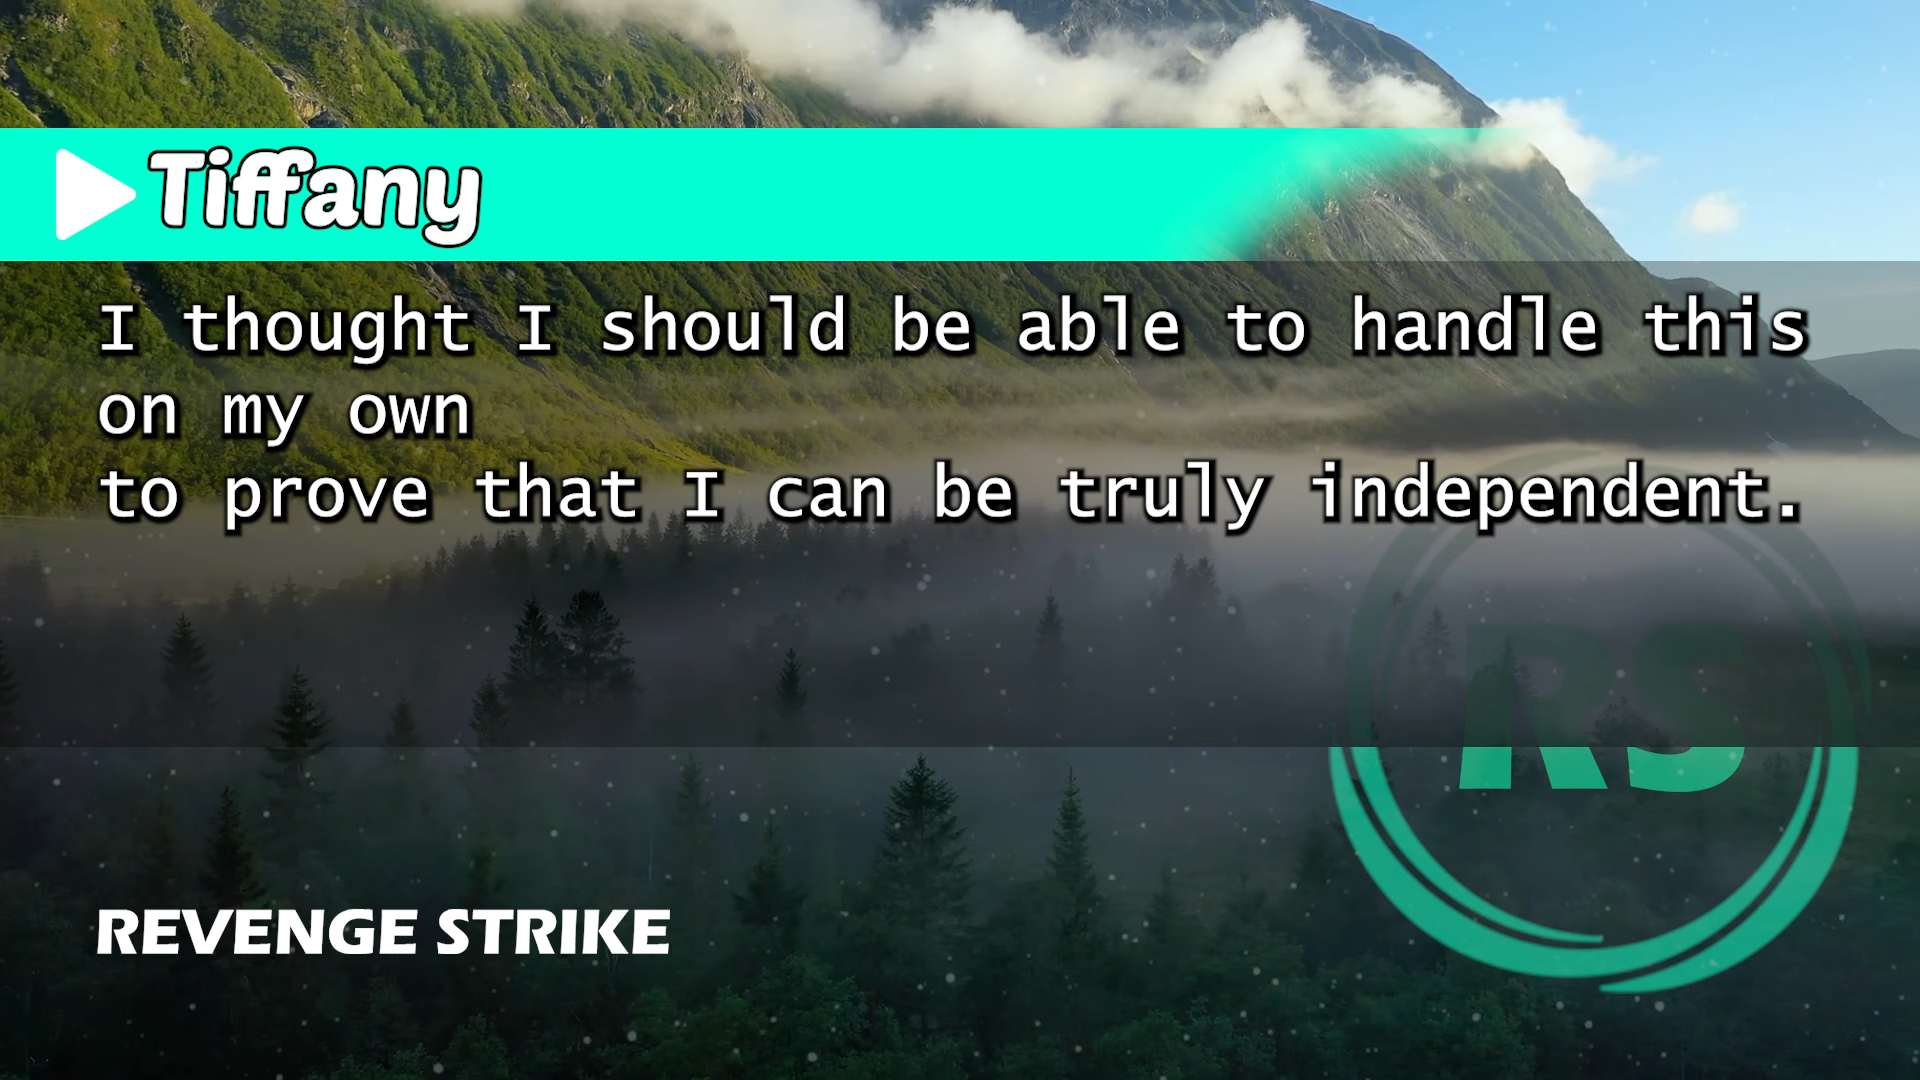 Tiffany
I thought I should be able to handle this
on my own
to prove that I can be truly independent.
RS
REVENGE STRIKE